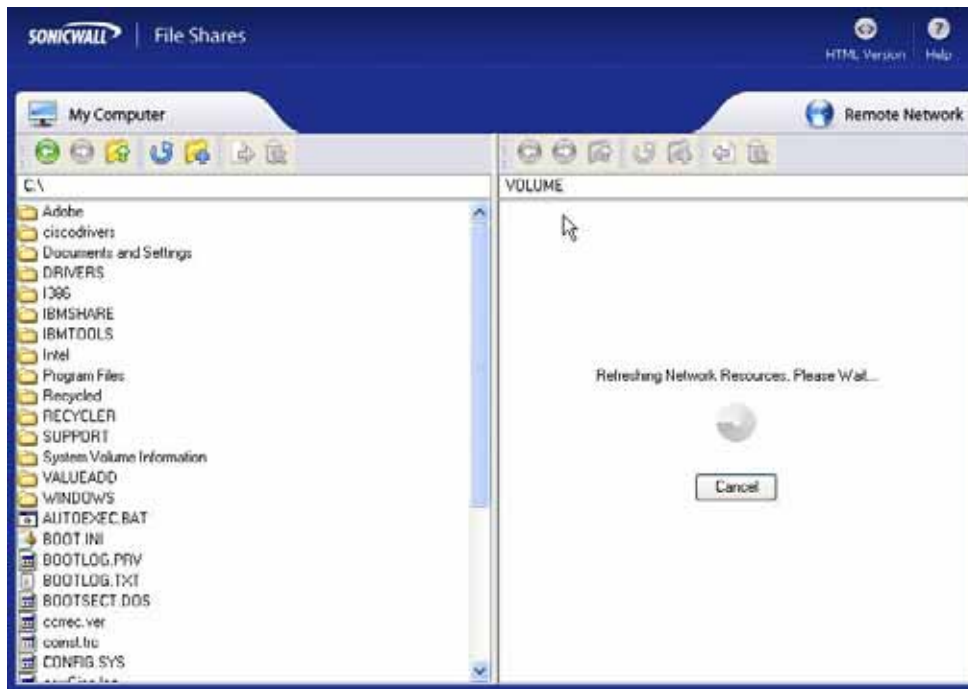 SONICWALL | File Shares
HTML Version Help
My Computer
Remote Network
C:\
VOLUME
Adobe
ciscodrivers
Documents and Settings
DRIVERS
I386
IBMSHARE
IBMTOOLS
Intel
Program Files
Recycled
RECYCLER
SUPPORT
System Volume Information
VALUEADD
WINDOWS
AUTOEXEC.BAT
BOOT.INI
BOOTLOG.PRV
BOOTLOG.TXT
BOOTSECT.DOS
ccrec.ver
CONFIG.SYS
Refreshing Network Resources. Please Wait...
Cancel